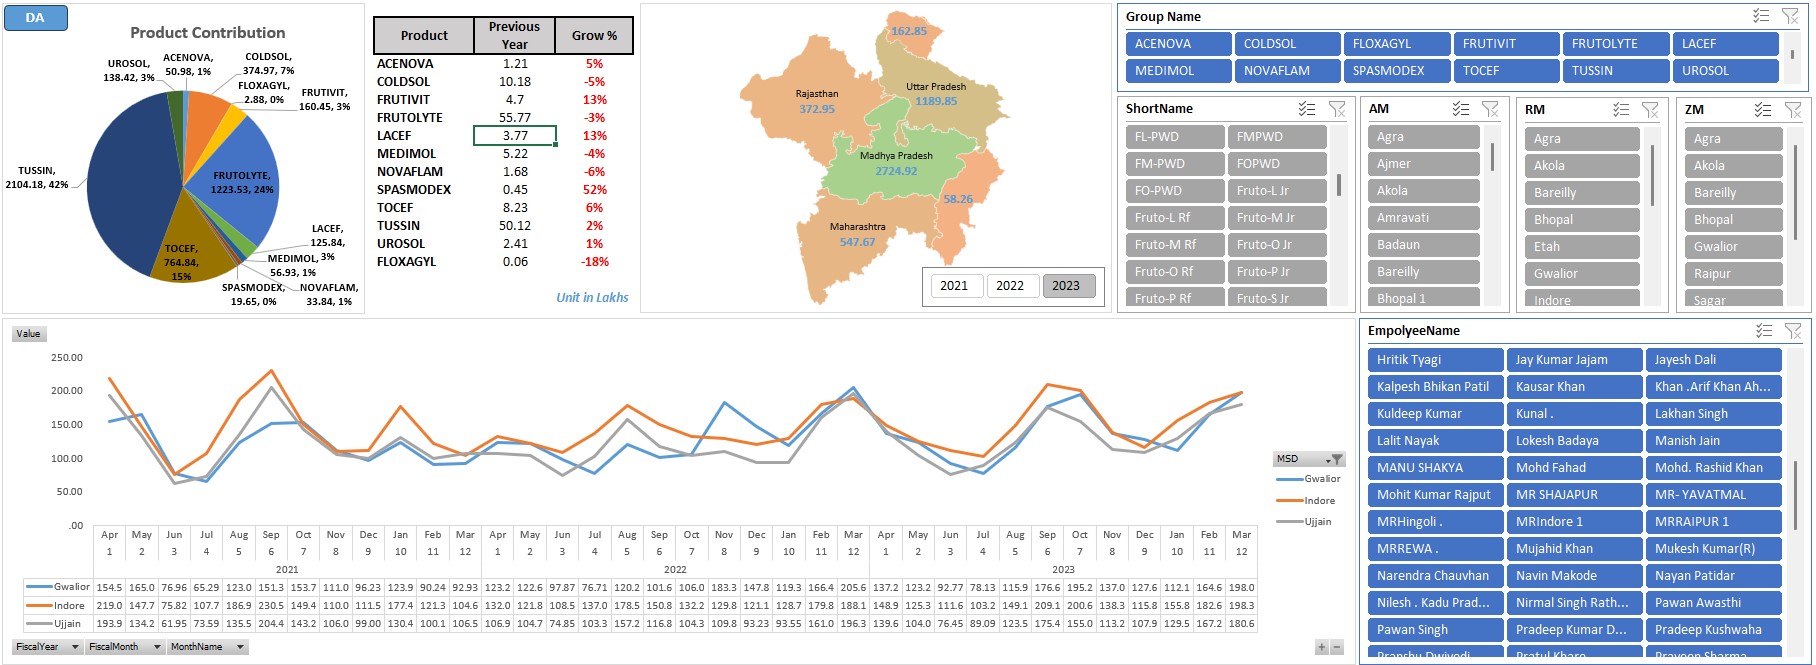 DA
Product Contribution
UROSOL,
138.42, 3%
ACENOVA,
50.98, 1%
COLDSOL,
374.97, 7%
FLOXAGYL,
2.88, 0%
FRUTIVIT,
160.45, 3%
TUSSIN,
2104.18, 42%
FRUTOLYTE,
1223.53, 24%
LACEF,
125.84,
3%
MEDIMOL,
56.93, 1%
TOCEF,
764.84,
15%
SPASMODEX,
19.65, 0%
NOVAFLAM,
33.84, 1%
Product Previous Year Grow %
ACENOVA 1.21 5%
COLDSOL 10.18 -5%
FRUTIVIT 4.7 13%
FRUTOLYTE 55.77 -3%
LACEF 3.77 13%
MEDIMOL 5.22 -4%
NOVAFLAM 1.68 -6%
SPASMODEX 0.45 52%
TOCEF 8.23 6%
TUSSIN 50.12 2%
UROSOL 2.41 1%
FLOXAGYL 0.06 -18%
Unit in Lakhs
162.85
Rajasthan
372.95
Uttar Pradesh
1189.85
Madhya Pradesh
2724.92
58.26
Maharashtra
547.67
2021 2022 2023
Group Name
ACENOVA COLDSOL FLOXAGYL FRUTIVIT FRUTOLYTE LACEF
MEDIMOL NOVAFLAM SPASMODEX TOCEF TUSSIN UROSOL
ShortName
FL-PWD FMPWD
FM-PWD FOPWD
FO-PWD Fruto-L Jr
Fruto-L Rf Fruto-M Jr
Fruto-M Rf Fruto-O Jr
Fruto-O Rf Fruto-P Jr
Fruto-P Rf Fruto-S Jr
AM
Agra
Ajmer
Akola
Amravati
Badaun
Bareilly
Bhopal 1
RM
Agra
Akola
Bareilly
Bhopal
Etah
Gwalior
Indore
ZM
Agra
Akola
Bareilly
Bhopal
Gwalior
Raipur
Sagar
Value
250.00
200.00
150.00
100.00
50.00
.00
Apr May Jun Jul Aug Sep Oct Nov Dec Jan Feb Mar Apr May Jun Jul Aug Sep Oct Nov Dec Jan Feb Mar Apr May Jun Jul Aug Sep Oct Nov Dec Jan Feb Mar
1 2 3 4 5 6 7 8 9 10 11 12 1 2 3 4 5 6 7 8 9 10 11 12 1 2 3 4 5 6 7 8 9 10 11 12
2021 2022 2023
Gwalior 154.5 165.0 76.96 65.29 123.0 151.3 153.7 111.0 96.23 123.9 90.24 92.93 123.2 122.6 97.87 76.71 120.2 101.6 106.0 183.3 147.8 119.3 166.4 205.6 137.2 123.2 92.77 78.13 115.9 176.6 195.2 137.0 127.6 112.1 164.6 198.0
Indore 219.0 147.7 75.82 107.7 186.9 230.5 149.4 110.0 111.5 177.4 121.3 104.6 132.0 121.8 108.5 137.0 178.5 150.8 132.2 129.8 121.1 128.7 179.8 188.1 148.9 125.3 111.6 103.2 149.1 209.1 200.6 138.3 115.8 155.8 182.6 198.3
Ujjain 193.9 134.2 61.95 73.59 135.5 204.4 143.2 106.0 99.00 130.4 100.1 106.5 106.9 104.7 74.85 103.3 157.2 116.8 104.3 109.8 93.23 93.55 161.0 196.3 139.6 104.0 76.45 89.09 123.5 175.4 155.0 113.2 107.9 129.5 167.2 180.6
MSD
Gwalior
Indore
Ujjain
FiscalYear FiscalMonth MonthName
+ −
EmpolyeeName
Hritik Tyagi Jay Kumar Jajam Jayesh Dali
Kalpesh Bhikan Patil Kausar Khan Khan .Arif Khan Ah...
Kuldeep Kumar Kunal . Lakhan Singh
Lalit Nayak Lokesh Badaya Manish Jain
MANU SHAKYA Mohd Fahad Mohd. Rashid Khan
Mohit Kumar Rajput MR SHAJAPUR MR- YAVATMAL
MRHingoli . MRIndore 1 MRRAIPUR 1
MRREWA . Mujahid Khan Mukesh Kumar(R)
Narendra Chauvhan Navin Makode Nayan Patidar
Nilesh . Kadu Prad... Nirmal Singh Rath... Pawan Awasthi
Pawan Singh Pradeep Kumar D... Pradeep Kushwaha
Pranshu Dwivedi Pratul Khare Praveen Sharma